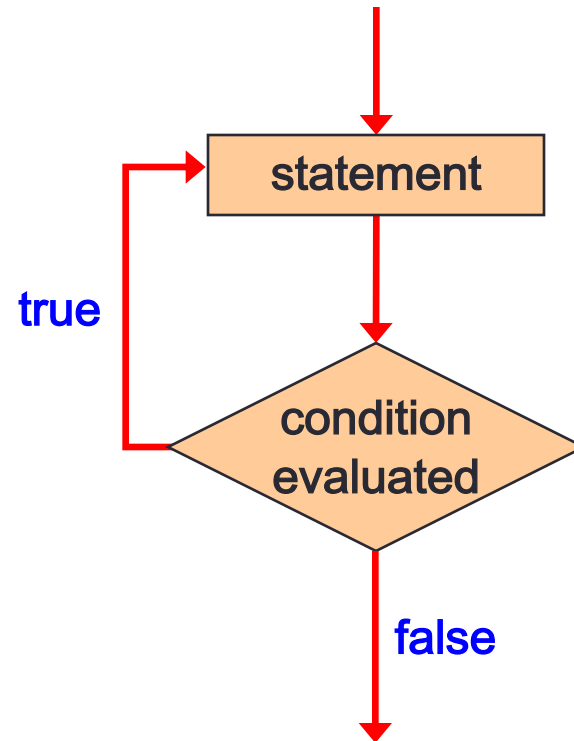 statement
true
condition
evaluated
false